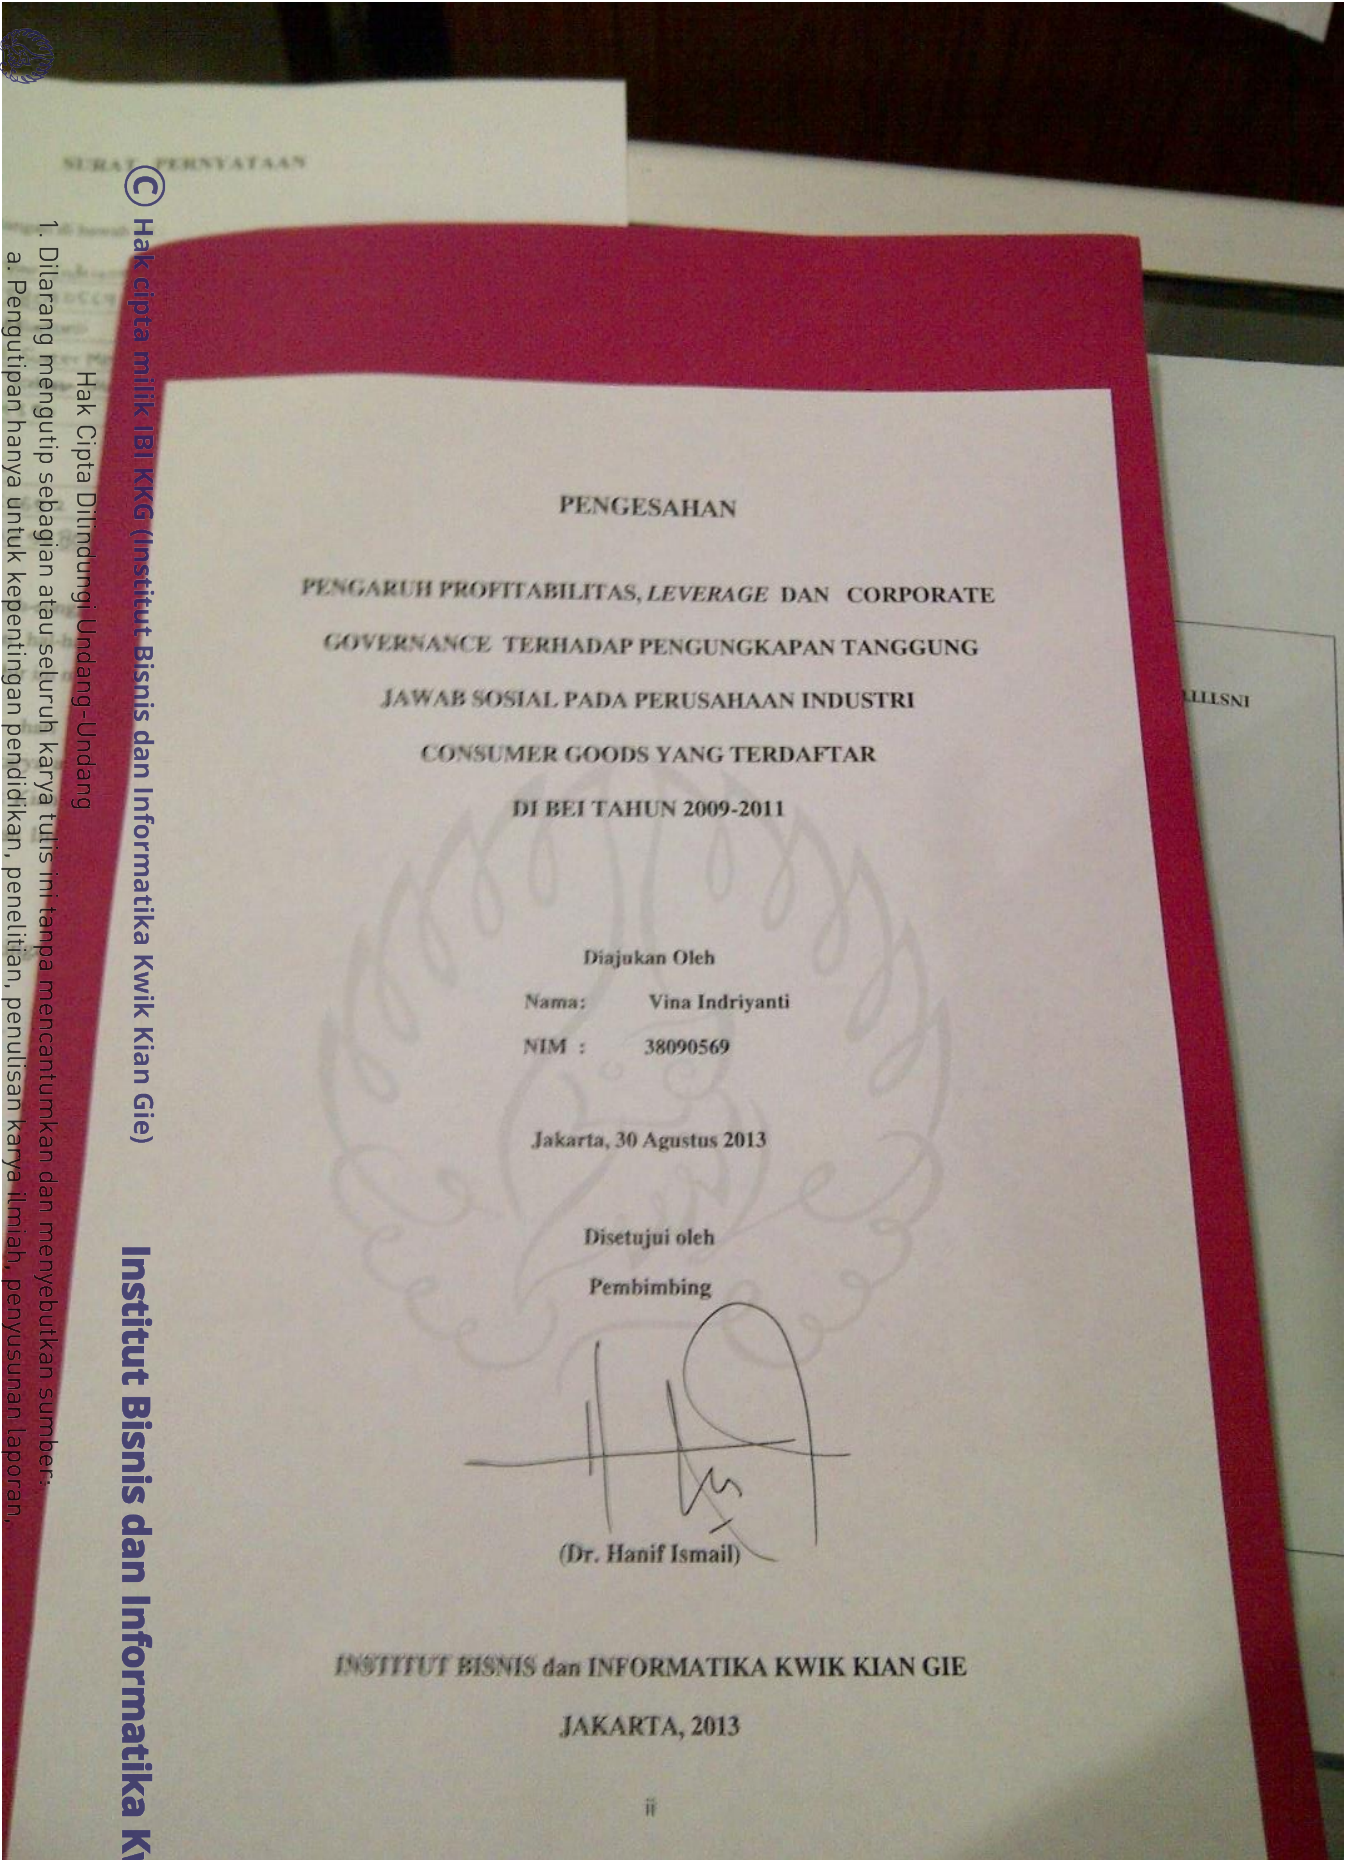 SURAT PERNYATAAN
© Hak cipta milik IBI KKG (Institut Bisnis dan Informatika Kwik Kian Gie)
Institut Bisnis dan Informatika K
Hak Cipta Dilindungi Undang-Undang
1. Dilarang mengutip sebagian atau seluruh karya tulis ini tanpa mencantumkan dan menyebutkan sumber:
a. Pengutipan hanya untuk kepentingan pendidikan, penelitian, penulisan karya ilmiah, penyusunan laporan,
PENGESAHAN
PENGARUH PROFITABILITAS, LEVERAGE DAN CORPORATE
GOVERNANCE TERHADAP PENGUNGKAPAN TANGGUNG
JAWAB SOSIAL PADA PERUSAHAAN INDUSTRI
CONSUMER GOODS YANG TERDAFTAR
DI BEI TAHUN 2009-2011
Diajukan Oleh
Nama: Vina Indriyanti
NIM : 38090569
Jakarta, 30 Agustus 2013
Disetujui oleh
Pembimbing
(Dr. Hanif Ismail)
INSTITUT BISNIS dan INFORMATIKA KWIK KIAN GIE
JAKARTA, 2013
ii